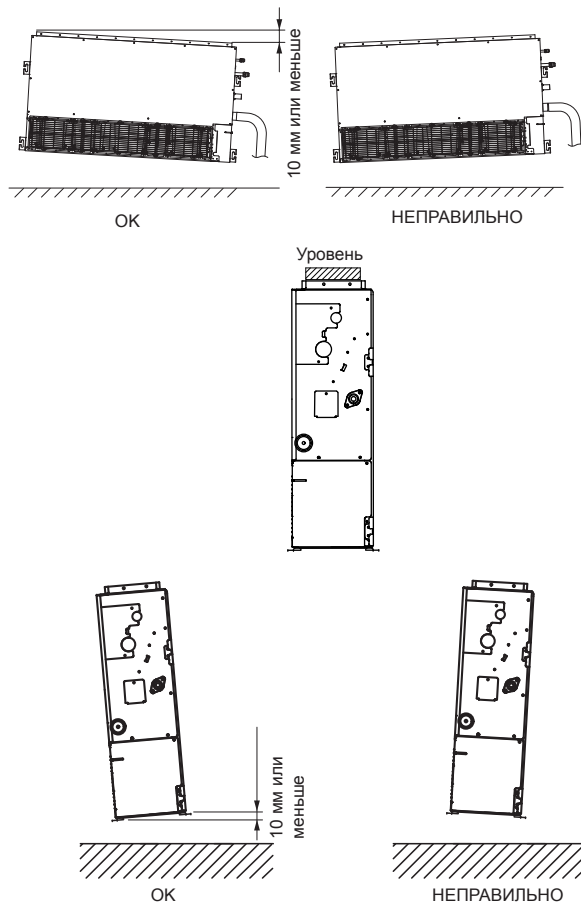 10 мм или меньше
OK
НЕПРАВИЛЬНО
Уровень
10 мм или
меньше
OK
НЕПРАВИЛЬНО